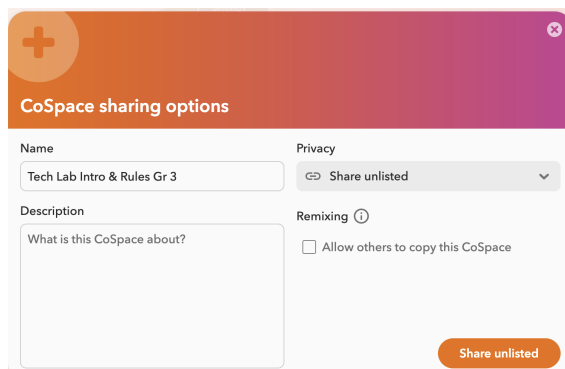 CoSpace sharing options
Name
Tech Lab Intro & Rules Gr 3
Privacy
Share unlisted
Description
What is this CoSpace about?
Remixing
Allow others to copy this CoSpace
Share unlisted